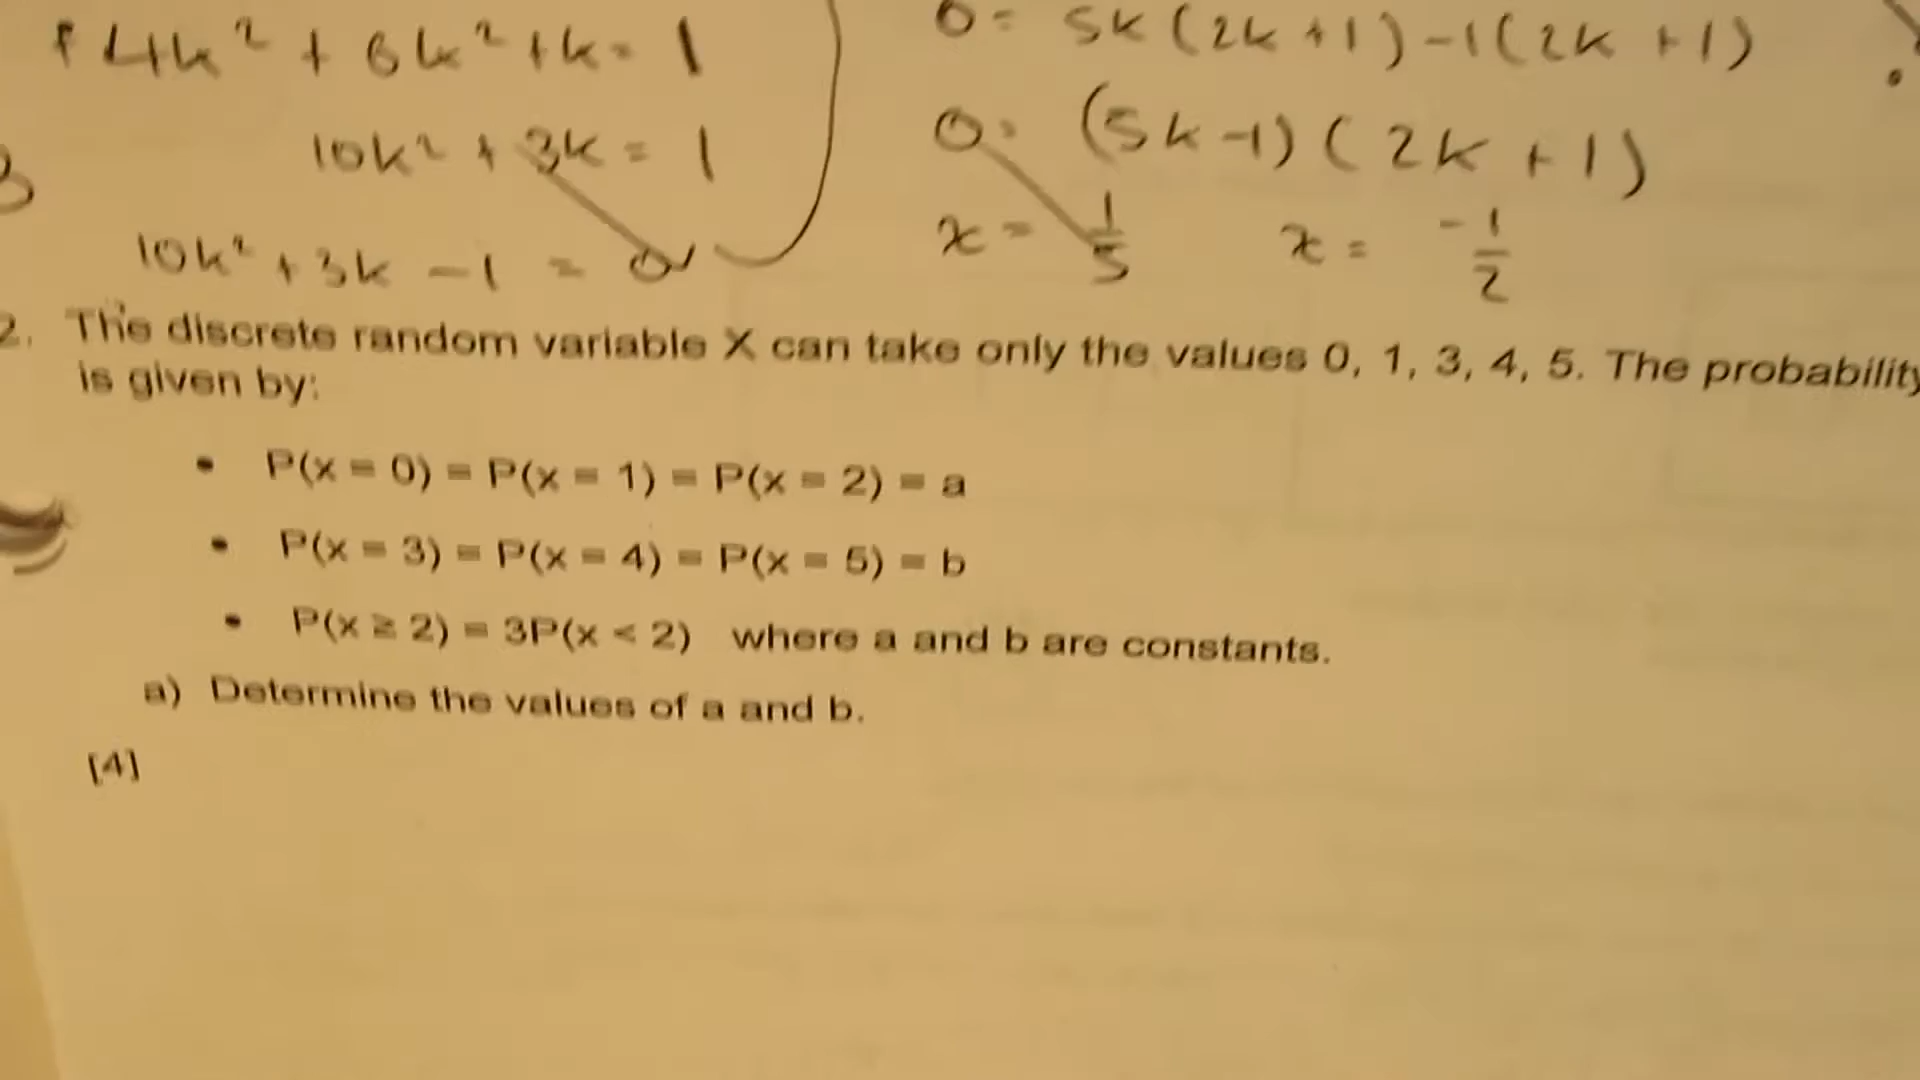 + 4k² + 6k² + k = 1
10k² + 3k = 1
10k² + 3k - 1 = 0
0 = 5k(2k+1) - 1(2k+1)
0 = (5k-1)(2k+1)
x = 1/5 x = -1/2
2. The discrete random variable X can take only the values 0, 1, 3, 4, 5. The probability
is given by:
• P(x = 0) = P(x = 1) = P(x = 2) = a
• P(x = 3) = P(x = 4) = P(x = 5) = b
• P(x ≥ 2) = 3P(x < 2) where a and b are constants.
a) Determine the values of a and b.
[4]